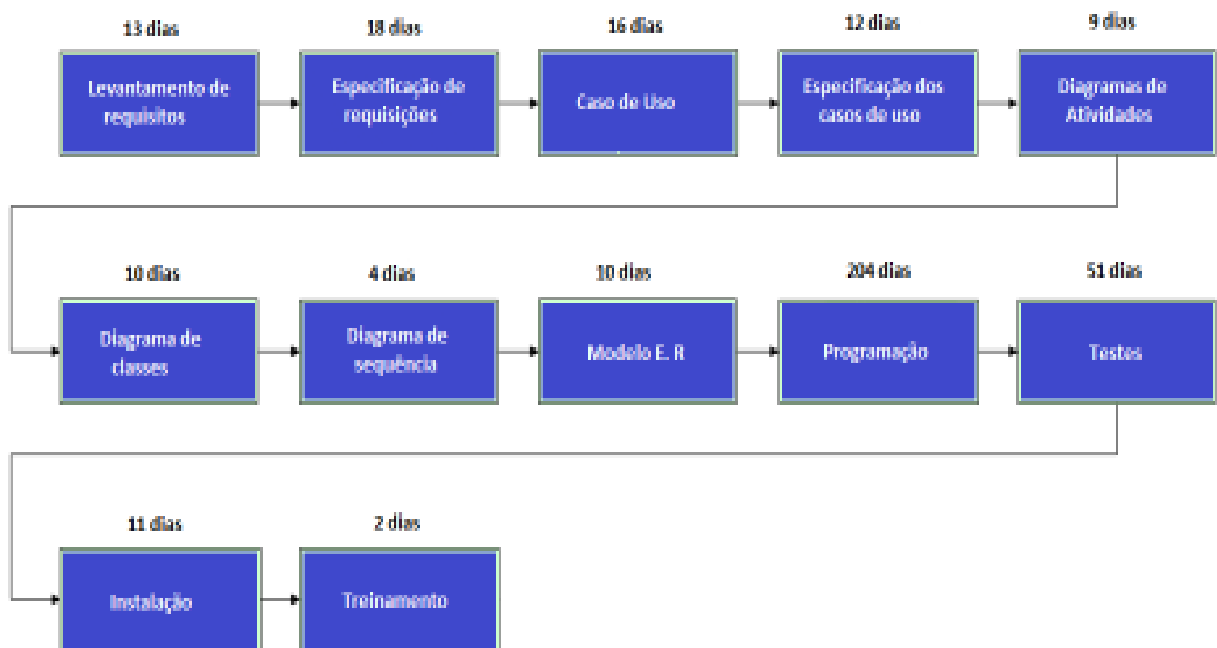 13 dias
18 dias
16 dias
12 dias
9 dias
Levantamento de
requisitos
Especificação de
requisições
Caso de Uso
Especificação dos
casos de uso
Diagramas de
Atividades
10 dias
4 dias
10 dias
204 dias
51 dias
Diagrama de
classes
Diagrama de
sequência
Modelo E. R
Programação
Testes
11 dias
2 dias
Instalação
Treinamento